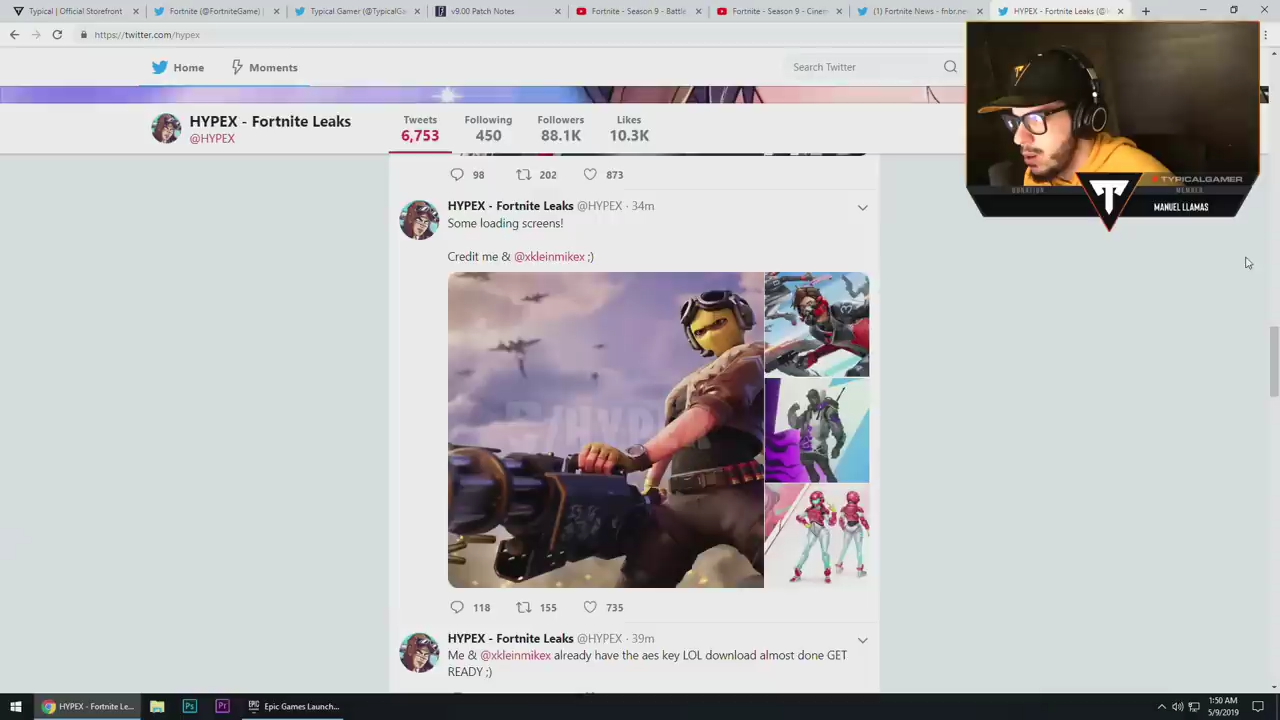 Typical | Official Storefront
Fortnite (@FortniteGame) |
Typical Gamer (@TypicalGa
v9.00 Patch Notes
Fortnite - Season 9 - Battle
Fortnite - Season 9 - Cinem
(1) Fortnite News - fnbr.new
HYPEX - Fortnite Leaks (@
https://twitter.com/hypex
Home
Moments
Search Twitter
HYPEX - Fortnite Leaks
@HYPEX
Tweets
6,753
Following
450
Followers
88.1K
Likes
10.3K
TYPICALGAMER
DONATION
MEMBER
MANUEL LLAMAS
98
202
873
HYPEX - Fortnite Leaks @HYPEX · 34m
Some loading screens!
Credit me & @xkleinmikex ;)
118
155
735
HYPEX - Fortnite Leaks @HYPEX · 39m
Me & @xkleinmikex already have the aes key LOL download almost done GET
READY ;)
HYPEX - Fortnite Le...
Ps
Pr
Epic Games Launch...
1:50 AM
5/9/2019